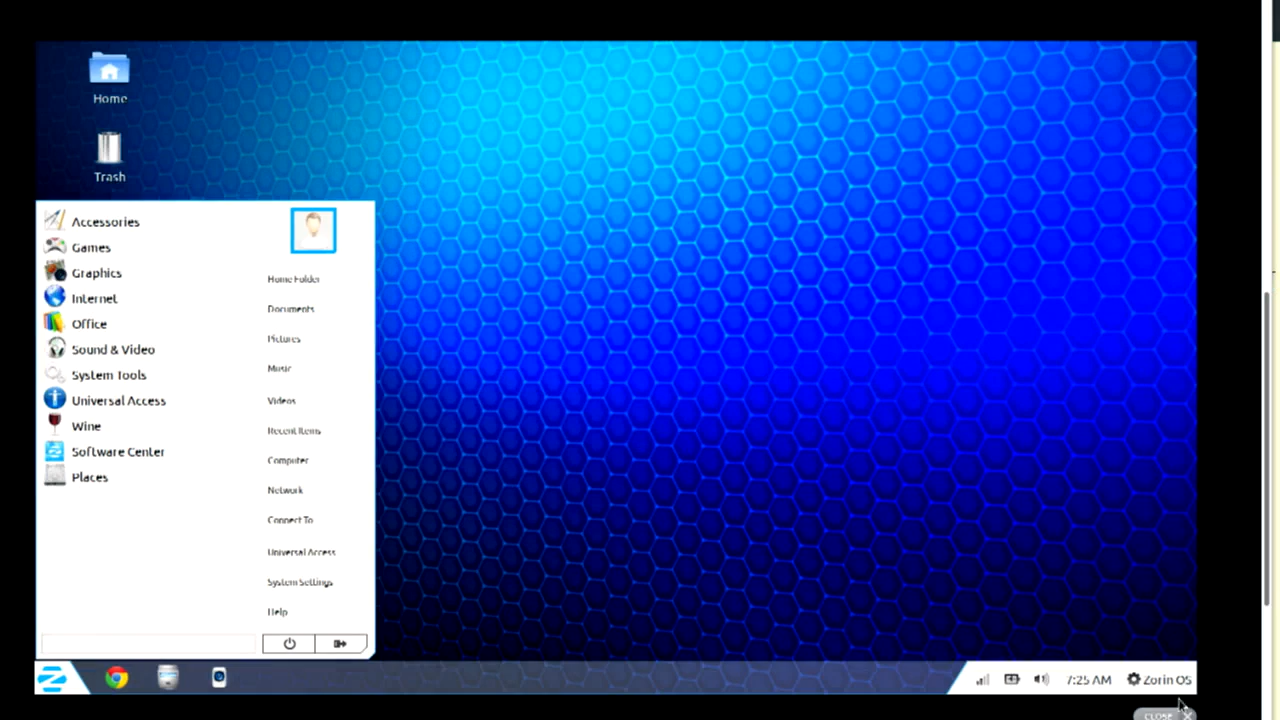 Home
Trash
Accessories
Games
Graphics
Internet
Office
Sound & Video
System Tools
Universal Access
Wine
Software Center
Places
Home Folder
Documents
Pictures
Music
Videos
Recent Items
Computer
Network
Connect To
Universal Access
System Settings
Help
7:25 AM
Zorin OS
CLOSE X